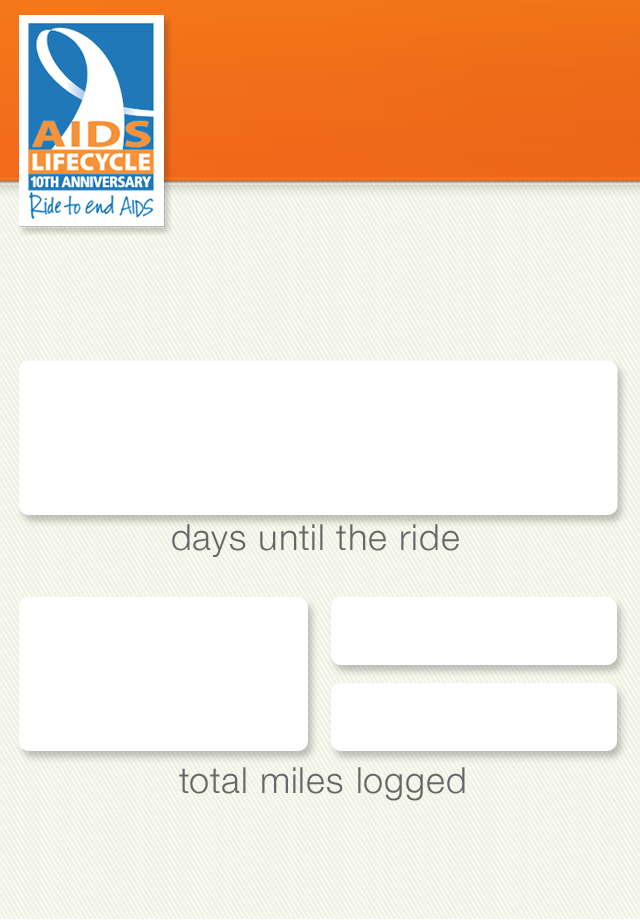 AIDS
LIFECYCLE
10TH ANNIVERSARY
Ride to end AIDS
days until the ride
total miles logged